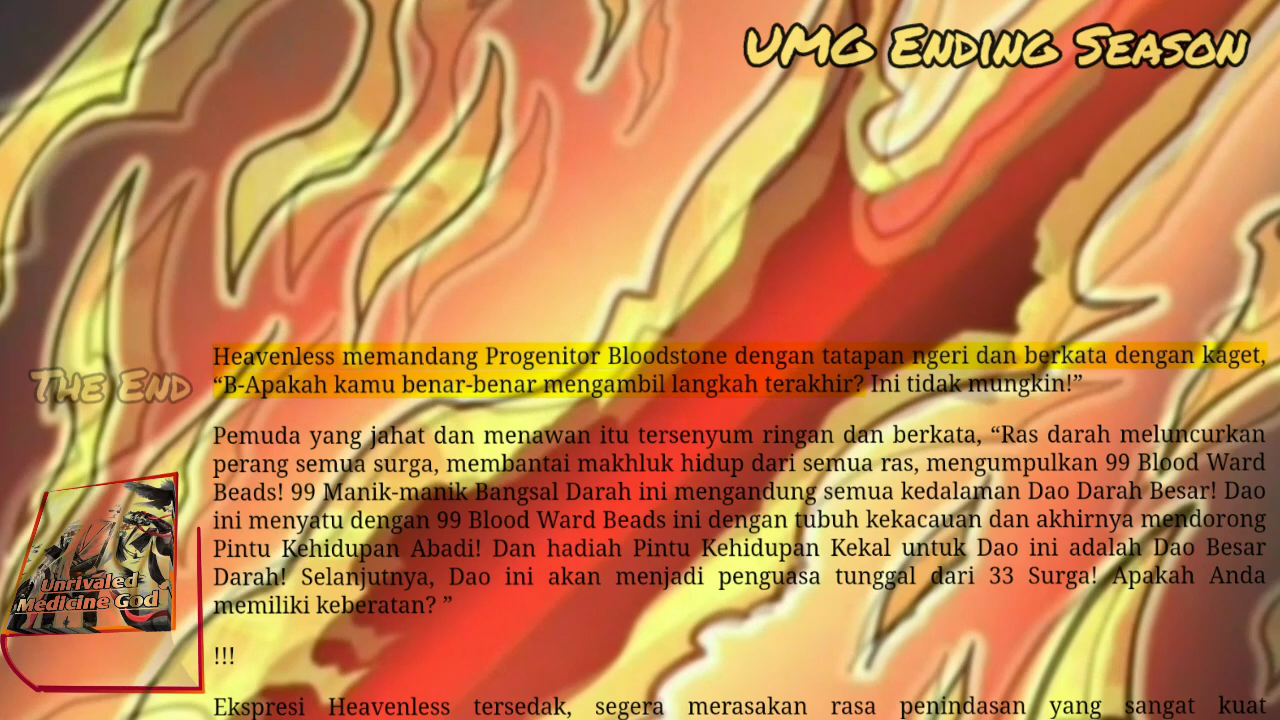 UMG Ending Season
Heavenless memandang Progenitor Bloodstone dengan tatapan ngeri dan berkata dengan kaget,
“B-Apakah kamu benar-benar mengambil langkah terakhir? Ini tidak mungkin!”
The End
Pemuda yang jahat dan menawan itu tersenyum ringan dan berkata, “Ras darah meluncurkan
perang semua surga, membantai makhluk hidup dari semua ras, mengumpulkan 99 Blood Ward
Beads! 99 Manik-manik Bangsal Darah ini mengandung semua kedalaman Dao Darah Besar! Dao
ini menyatu dengan 99 Blood Ward Beads ini dengan tubuh kekacauan dan akhirnya mendorong
Pintu Kehidupan Abadi! Dan hadiah Pintu Kehidupan Kekal untuk Dao ini adalah Dao Besar
Darah! Selanjutnya, Dao ini akan menjadi penguasa tunggal dari 33 Surga! Apakah Anda
memiliki keberatan? ”
Unrivaled
Medicine God
!!!
Ekspresi Heavenless tersedak, segera merasakan rasa penindasan yang sangat kuat